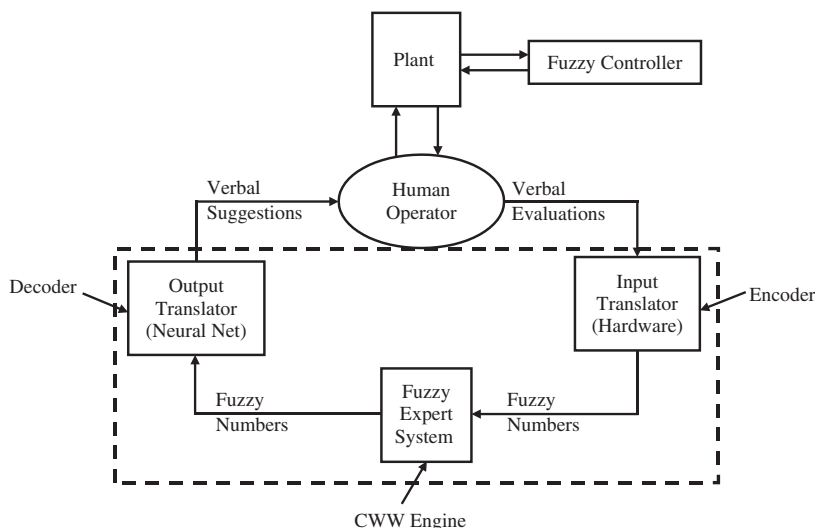 Plant
Fuzzy Controller
Verbal
Suggestions
Human
Operator
Verbal
Evaluations
Decoder
Output
Translator
(Neural Net)
Input
Translator
(Hardware)
Encoder
Fuzzy
Numbers
Fuzzy
Expert
System
Fuzzy
Numbers
CWW Engine